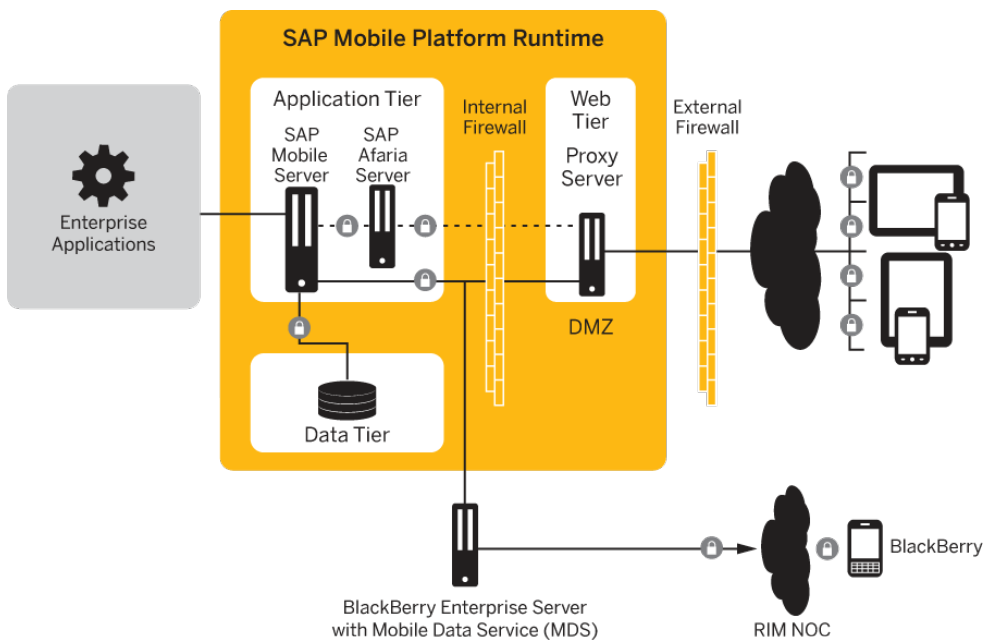 SAP Mobile Platform Runtime
Enterprise
Applications
Application Tier
SAP
Mobile
Server
SAP
Afaria
Server
Internal
Firewall
Web
Tier
Proxy
Server
DMZ
External
Firewall
Data Tier
BlackBerry Enterprise Server
with Mobile Data Service (MDS)
RIM NOC
BlackBerry